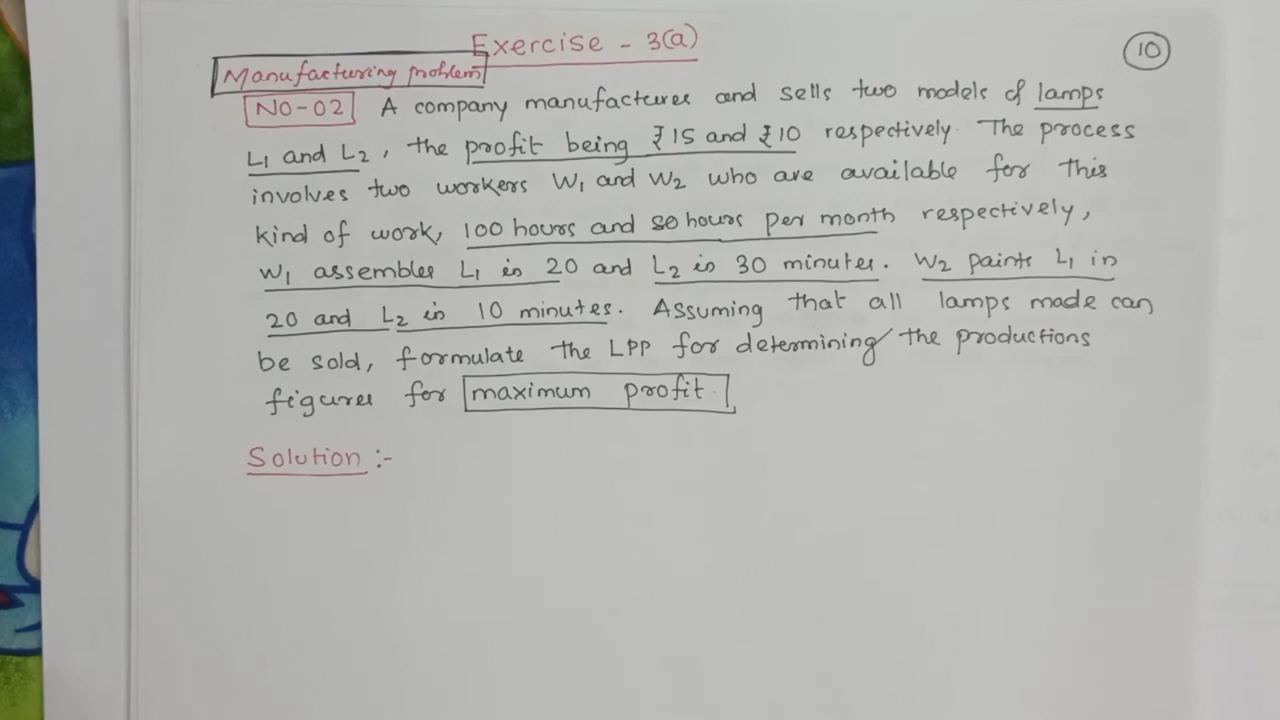 Exercise - 3(a)
10
Manufacturing problem
NO-02 A company manufactures and sells two models of lamps
L1 and L2, the profit being ₹15 and ₹10 respectively. The process
involves two workers W1 and W2 who are available for this
kind of work, 100 hours and 80 hours per month respectively,
W1 assembles L1 in 20 and L2 in 30 minutes. W2 paints L1 in
20 and L2 in 10 minutes. Assuming that all lamps made can
be sold, formulate the LPP for determining the productions
figures for maximum profit.
Solution :-